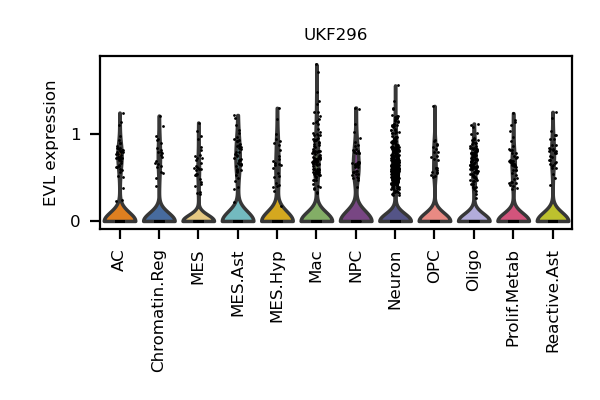 UKF296
EVL expression
1
0
AC
Chromatin.Reg
MES
MES.Ast
MES.Hyp
Mac
NPC
Neuron
OPC
Oligo
Prolif.Metab
Reactive.Ast